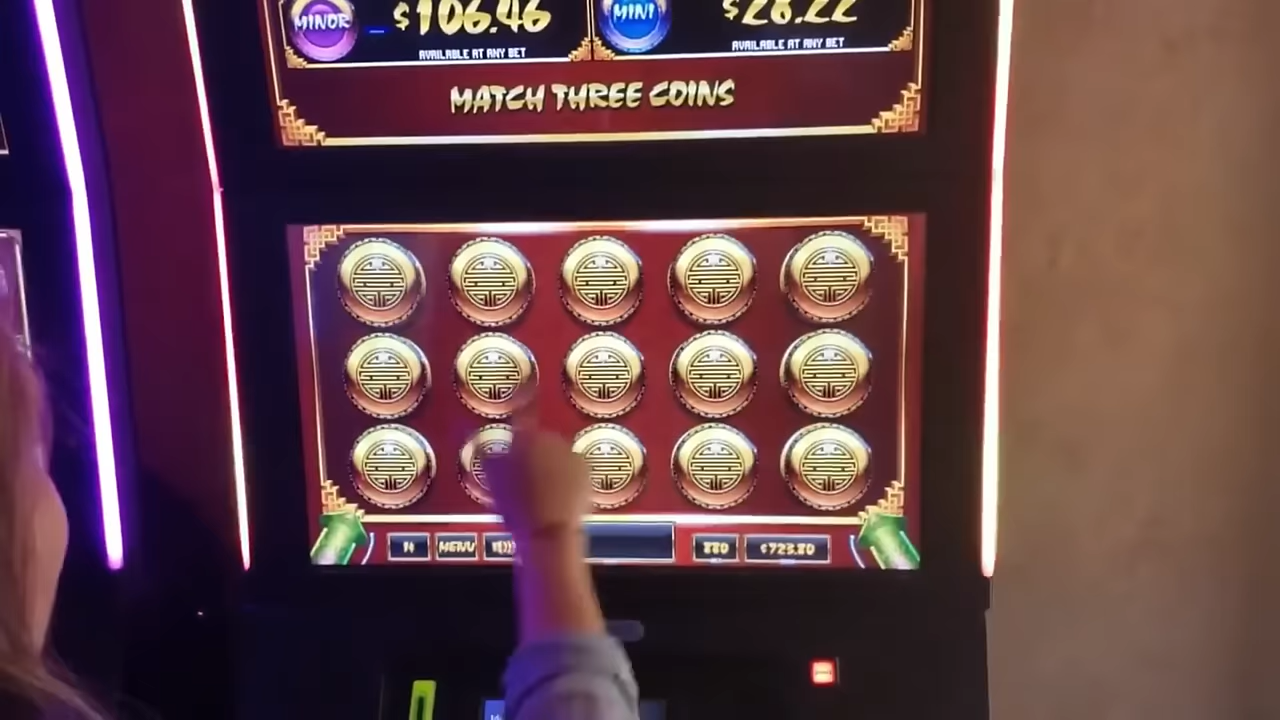 MINOR
$106.46
AVAILABLE AT ANY BET
MINI
$28.22
AVAILABLE AT ANY BET
MATCH THREE COINS
MENU
880
$723.80